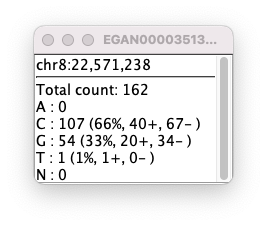 EGAN00003513...
chr8:22,571,238
Total count: 162
A : 0
C : 107 (66%, 40+, 67- )
G : 54 (33%, 20+, 34- )
T : 1 (1%, 1+, 0- )
N : 0